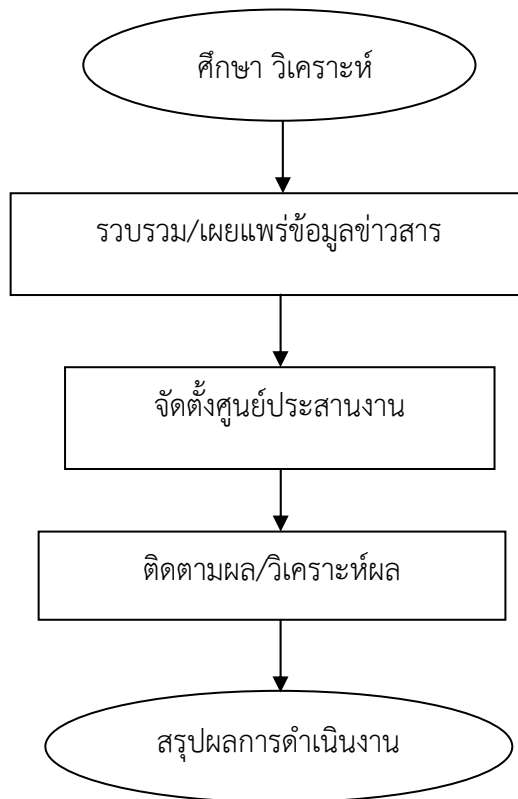 ศึกษา วิเคราะห์
รวบรวม/เผยแพร่ข้อมูลข่าวสาร
จัดตั้งศูนย์ประสานงาน
ติดตามผล/วิเคราะห์ผล
สรุปผลการดำเนินงาน